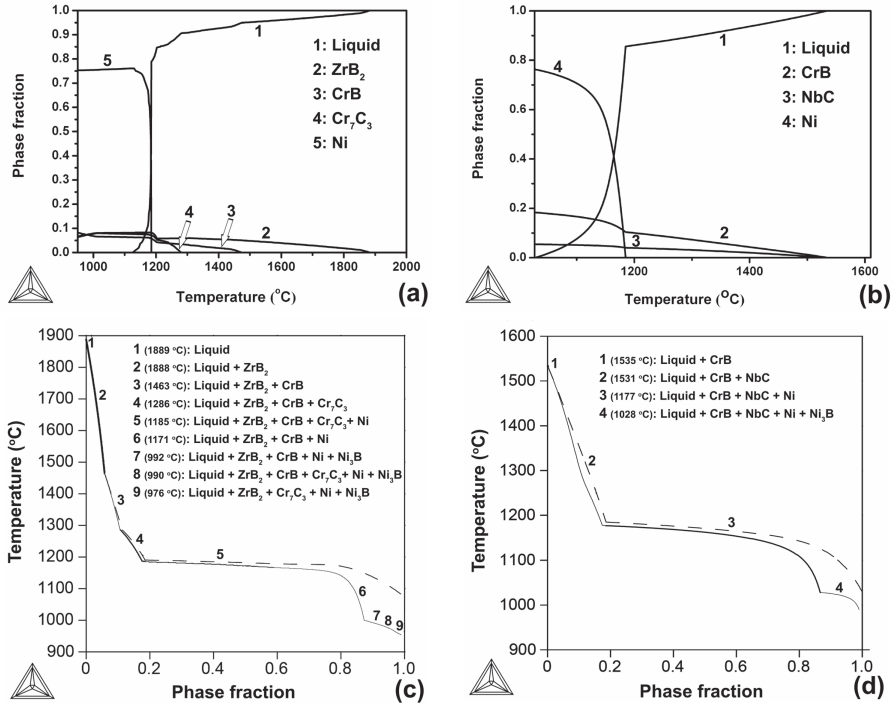 1.0
0.9
0.8
0.7
0.6
0.5
0.4
0.3
0.2
0.1
0.0
Phase fraction
1000 1200 1400 1600 1800 2000
Temperature (°C)
1: Liquid
2: ZrB₂
3: CrB
4: Cr₇C₃
5: Ni
5
1
4
3
2
(a)
1.0
0.8
0.6
0.4
0.2
0.0
Phase fraction
1200 1400 1600
Temperature (°C)
1: Liquid
2: CrB
3: NbC
4: Ni
4
1
2
3
(b)
1900
1800
1700
1600
1500
1400
1300
1200
1100
1000
900
Temperature (°C)
0 0.2 0.4 0.6 0.8 1.0
Phase fraction
1 (1889 °C): Liquid
2 (1888 °C): Liquid + ZrB₂
3 (1463 °C): Liquid + ZrB₂ + CrB
4 (1286 °C): Liquid + ZrB₂ + CrB + Cr₇C₃
5 (1185 °C): Liquid + ZrB₂ + CrB + Cr₇C₃+ Ni
6 (1171 °C): Liquid + ZrB₂ + CrB + Ni
7 (992 °C): Liquid + ZrB₂ + CrB + Ni + Ni₃B
8 (990 °C): Liquid + ZrB₂ + CrB + Cr₇C₃+ Ni + Ni₃B
9 (976 °C): Liquid + ZrB₂ + Cr₇C₃ + Ni + Ni₃B
1
2
3
4
5
6
7
8
9
(c)
1600
1500
1400
1300
1200
1100
1000
900
Temperature (°C)
0 0.2 0.4 0.6 0.8 1.0
Phase fraction
1 (1535 °C): Liquid + CrB
2 (1531 °C): Liquid + CrB + NbC
3 (1177 °C): Liquid + CrB + NbC + Ni
4 (1028 °C): Liquid + CrB + NbC + Ni + Ni₃B
1
2
3
4
(d)